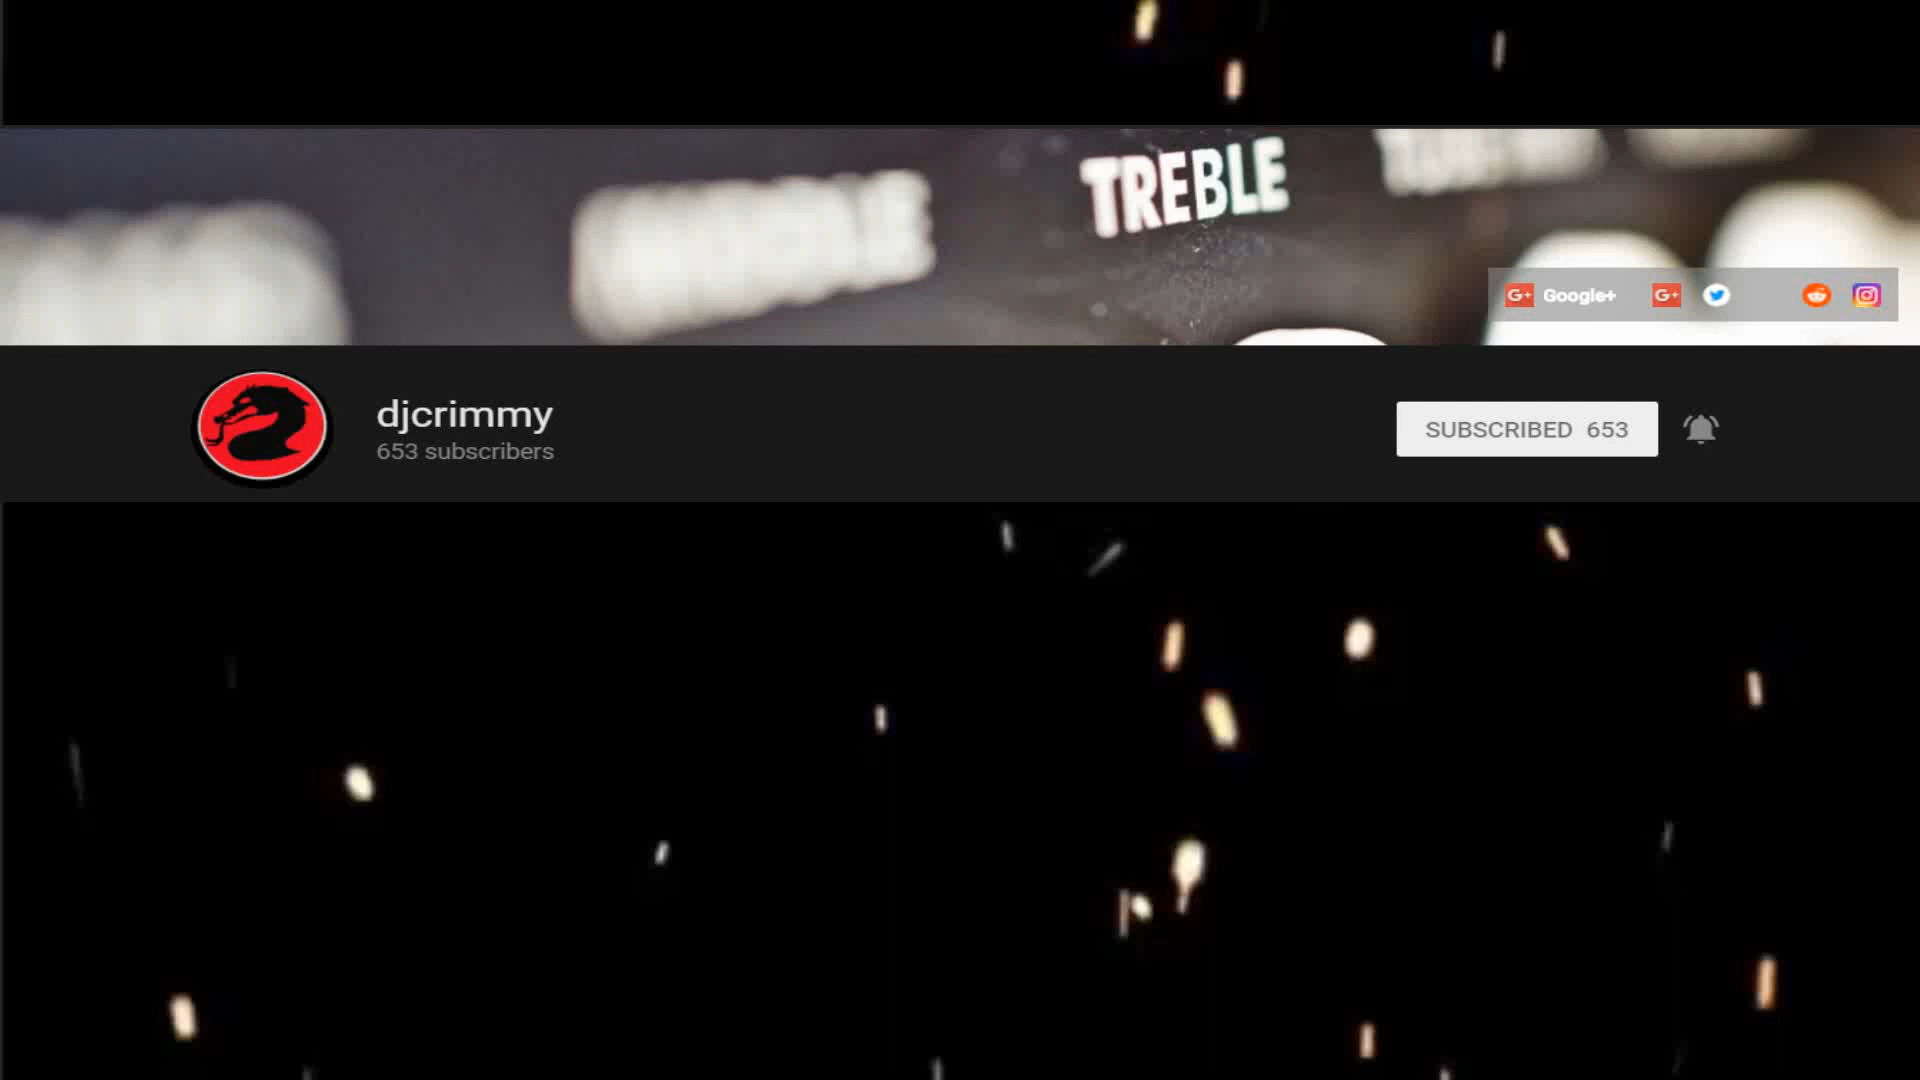 TREBLE
G+ Google+ G+
djcrimmy
653 subscribers
SUBSCRIBED 653